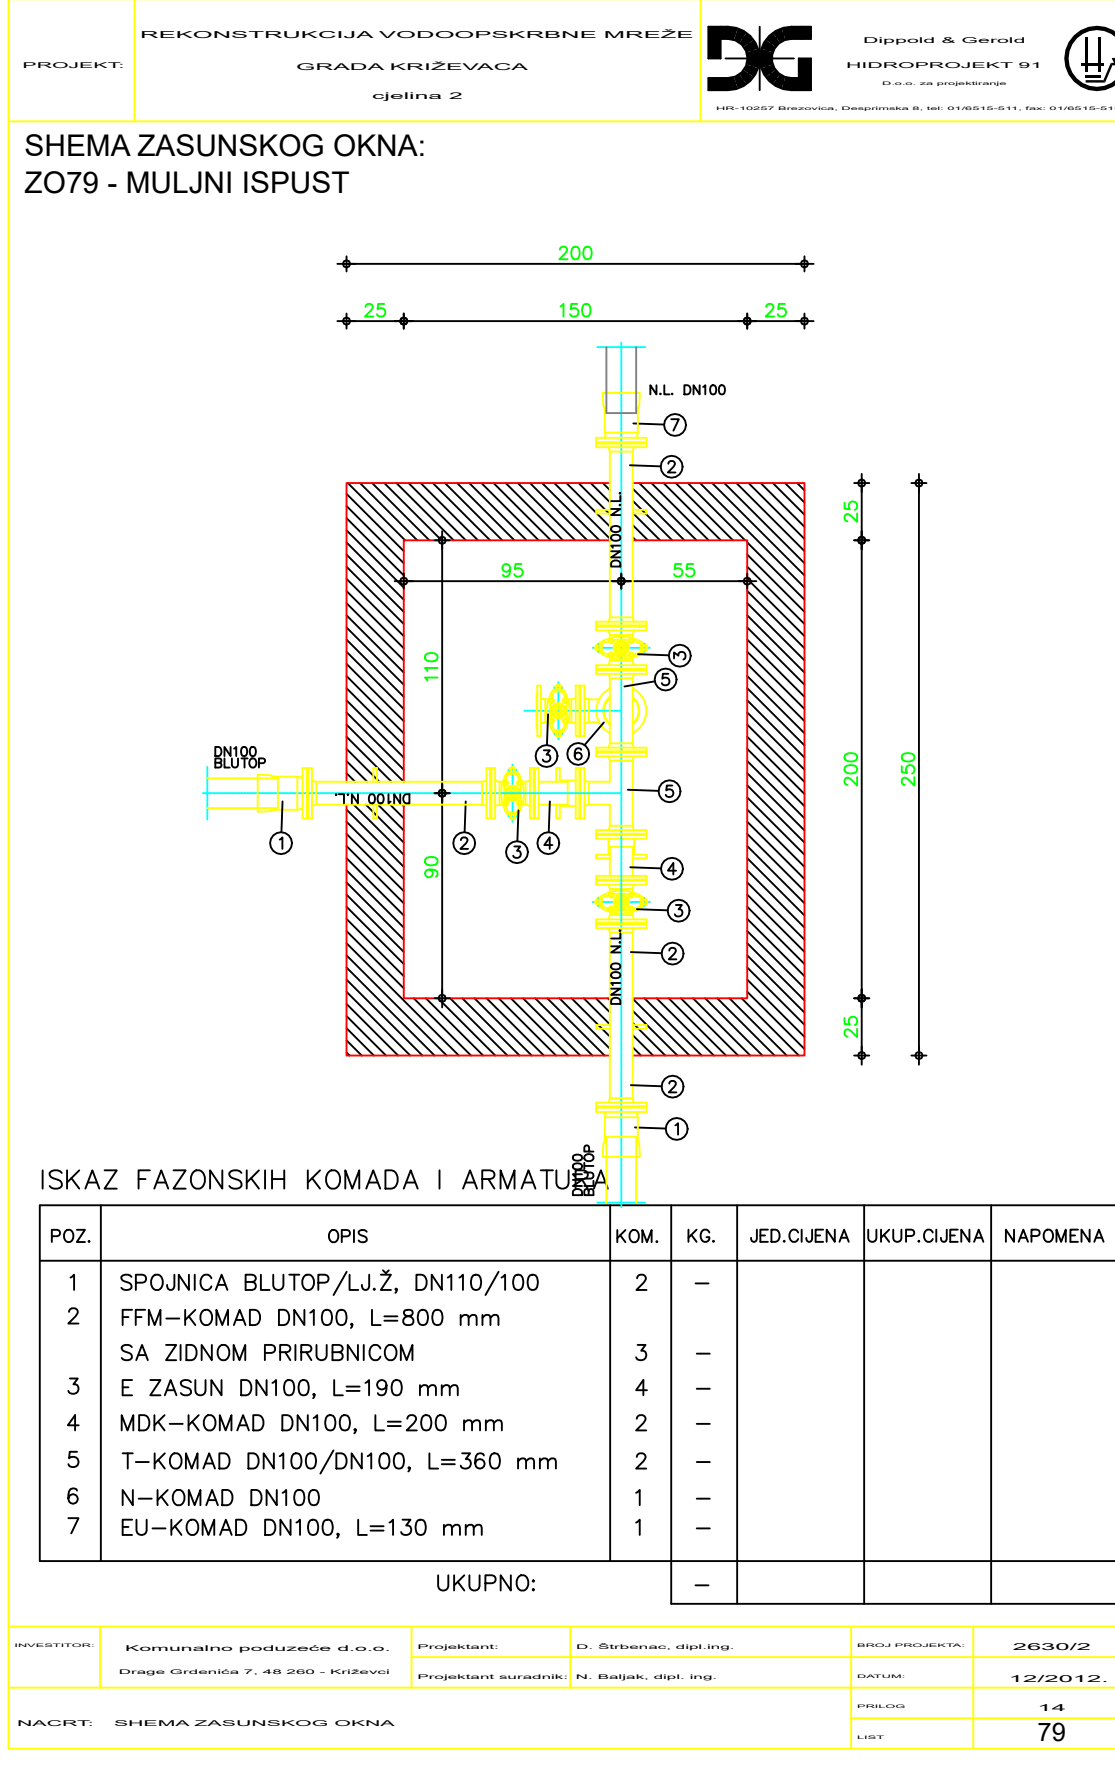 PROJEKT:
REKONSTRUKCIJA VODOOPSKRBNE MREŽE
GRADA KRIŽEVACA
cjelina 2
DG
Dippold & Gerold
HIDROPROJEKT 91
D.o.o. za projektiranje
HR-10257 Brezovica, Desprimska 8, tel: 01/6515-511, fax: 01/6515-51
SHEMA ZASUNSKOG OKNA:
ZO79 - MULJNI ISPUST
200
25
150
25
N.L. DN100
7
2
25
DN100 N.L.
95
55
110
3
5
3
6
DN100
BLUTOP
200
250
DN100 N.L.
5
1
2
3
4
90
4
3
DN100 N.L.
2
25
2
1
DN100
BLUTOP
ISKAZ FAZONSKIH KOMADA I ARMATURA
POZ. OPIS KOM. KG. JED.CIJENA UKUP.CIJENA NAPOMENA
1 SPOJNICA BLUTOP/LJ.Ž, DN110/100 2 –
2 FFM–KOMAD DN100, L=800 mm
SA ZIDNOM PRIRUBNICOM 3 –
3 E ZASUN DN100, L=190 mm 4 –
4 MDK–KOMAD DN100, L=200 mm 2 –
5 T–KOMAD DN100/DN100, L=360 mm 2 –
6 N–KOMAD DN100 1 –
7 EU–KOMAD DN100, L=130 mm 1 –
UKUPNO: –
INVESTITOR: Komunalno poduzeće d.o.o.
Drage Grdenića 7, 48 260 - Križevci
Projektant: D. Štrbenac, dipl.ing.
Projektant suradnik: N. Baljak, dipl. ing.
BROJ PROJEKTA: 2630/2
DATUM: 12/2012.
NACRT: SHEMA ZASUNSKOG OKNA
PRILOG 14
LIST 79